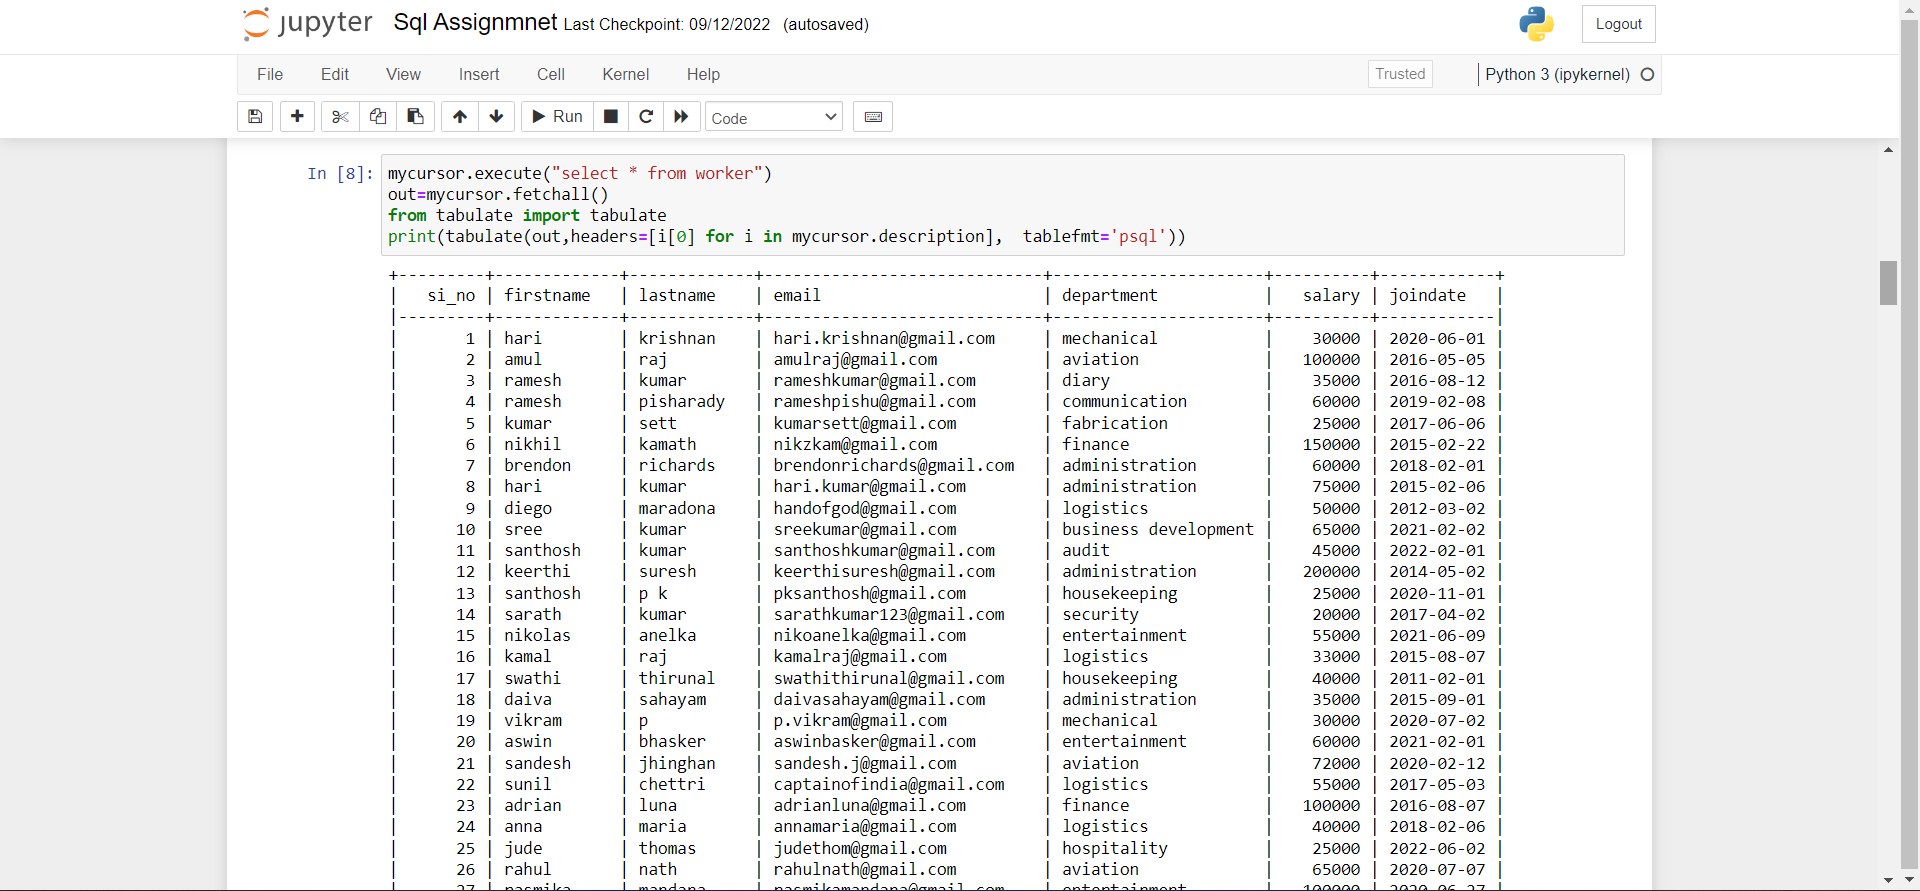 jupyter Sql Assignmnet Last Checkpoint: 09/12/2022 (autosaved) Logout
File Edit View Insert Cell Kernel Help Trusted Python 3 (ipykernel)
Run Code
In [8]: mycursor.execute("select * from worker")
out=mycursor.fetchall()
from tabulate import tabulate
print(tabulate(out,headers=[i[0] for i in mycursor.description],  tablefmt='psql'))
+---------+-------------+-------------+-----------------------------+----------------------+----------+------------+
| si_no | firstname | lastname | email | department | salary | joindate |
|---------+-------------+-------------+-----------------------------+----------------------+----------+------------|
| 1 | hari | krishnan | hari.krishnan@gmail.com | mechanical | 30000 | 2020-06-01 |
| 2 | amul | raj | amulraj@gmail.com | aviation | 100000 | 2016-05-05 |
| 3 | ramesh | kumar | rameshkumar@gmail.com | diary | 35000 | 2016-08-12 |
| 4 | ramesh | pisharady | rameshpishu@gmail.com | communication | 60000 | 2019-02-08 |
| 5 | kumar | sett | kumarsett@gmail.com | fabrication | 25000 | 2017-06-06 |
| 6 | nikhil | kamath | nikzkam@gmail.com | finance | 150000 | 2015-02-22 |
| 7 | brendon | richards | brendonrichards@gmail.com | administration | 60000 | 2018-02-01 |
| 8 | hari | kumar | hari.kumar@gmail.com | administration | 75000 | 2015-02-06 |
| 9 | diego | maradona | handofgod@gmail.com | logistics | 50000 | 2012-03-02 |
| 10 | sree | kumar | sreekumar@gmail.com | business development | 65000 | 2021-02-02 |
| 11 | santhosh | kumar | santhoshkumar@gmail.com | audit | 45000 | 2022-02-01 |
| 12 | keerthi | suresh | keerthisuresh@gmail.com | administration | 200000 | 2014-05-02 |
| 13 | santhosh | p k | pksanthosh@gmail.com | housekeeping | 25000 | 2020-11-01 |
| 14 | sarath | kumar | sarathkumar123@gmail.com | security | 20000 | 2017-04-02 |
| 15 | nikolas | anelka | nikoanelka@gmail.com | entertainment | 55000 | 2021-06-09 |
| 16 | kamal | raj | kamalraj@gmail.com | logistics | 33000 | 2015-08-07 |
| 17 | swathi | thirunal | swathithirunal@gmail.com | housekeeping | 40000 | 2011-02-01 |
| 18 | daiva | sahayam | daivasahayam@gmail.com | administration | 35000 | 2015-09-01 |
| 19 | vikram | p | p.vikram@gmail.com | mechanical | 30000 | 2020-07-02 |
| 20 | aswin | bhasker | aswinbasker@gmail.com | entertainment | 60000 | 2021-02-01 |
| 21 | sandesh | jhinghan | sandesh.j@gmail.com | aviation | 72000 | 2020-02-12 |
| 22 | sunil | chettri | captainofindia@gmail.com | logistics | 55000 | 2017-05-03 |
| 23 | adrian | luna | adrianluna@gmail.com | finance | 100000 | 2016-08-07 |
| 24 | anna | maria | annamaria@gmail.com | logistics | 40000 | 2018-02-06 |
| 25 | jude | thomas | judethom@gmail.com | hospitality | 25000 | 2022-06-02 |
| 26 | rahul | nath | rahulnath@gmail.com | aviation | 65000 | 2020-07-07 |